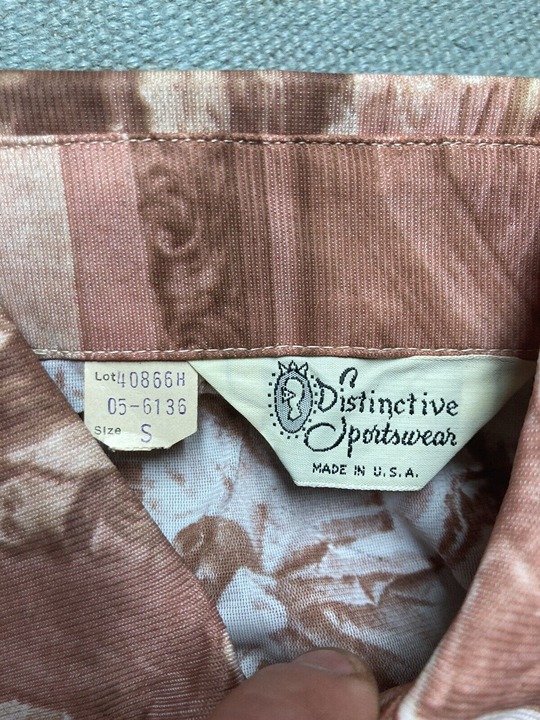 Lot 40866H
05-6136
Size S
Distinctive
Sportswear
MADE IN U.S.A.